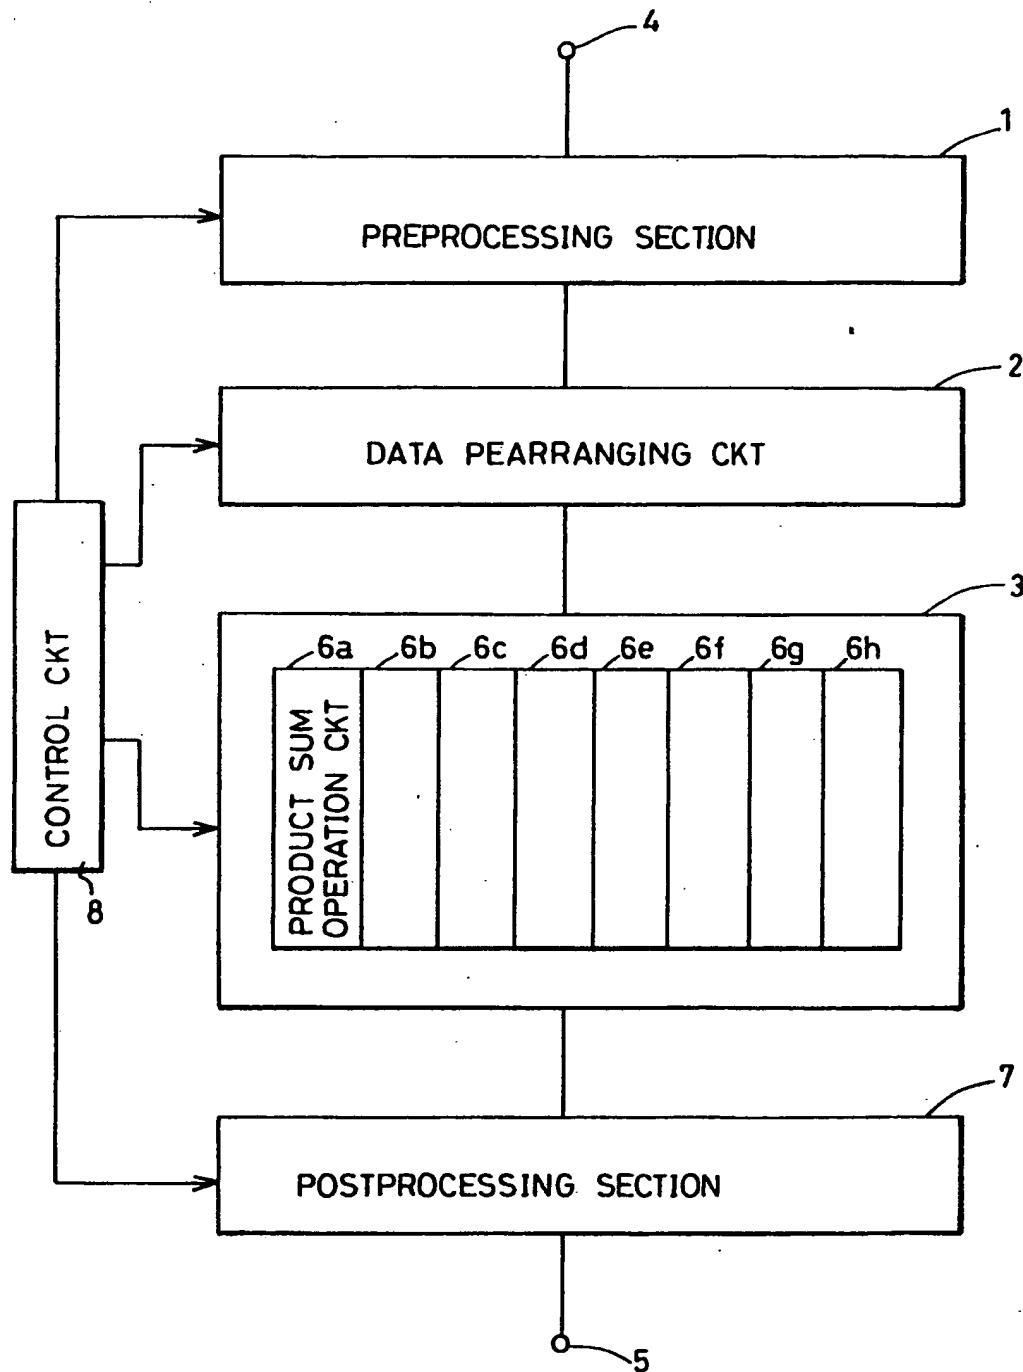 4
1
PREPROCESSING SECTION
2
DATA PEARRANGING CKT
3
6a 6b 6c 6d 6e 6f 6g 6h
PRODUCT SUM
OPERATION CKT
CONTROL CKT
8
7
POSTPROCESSING SECTION
5